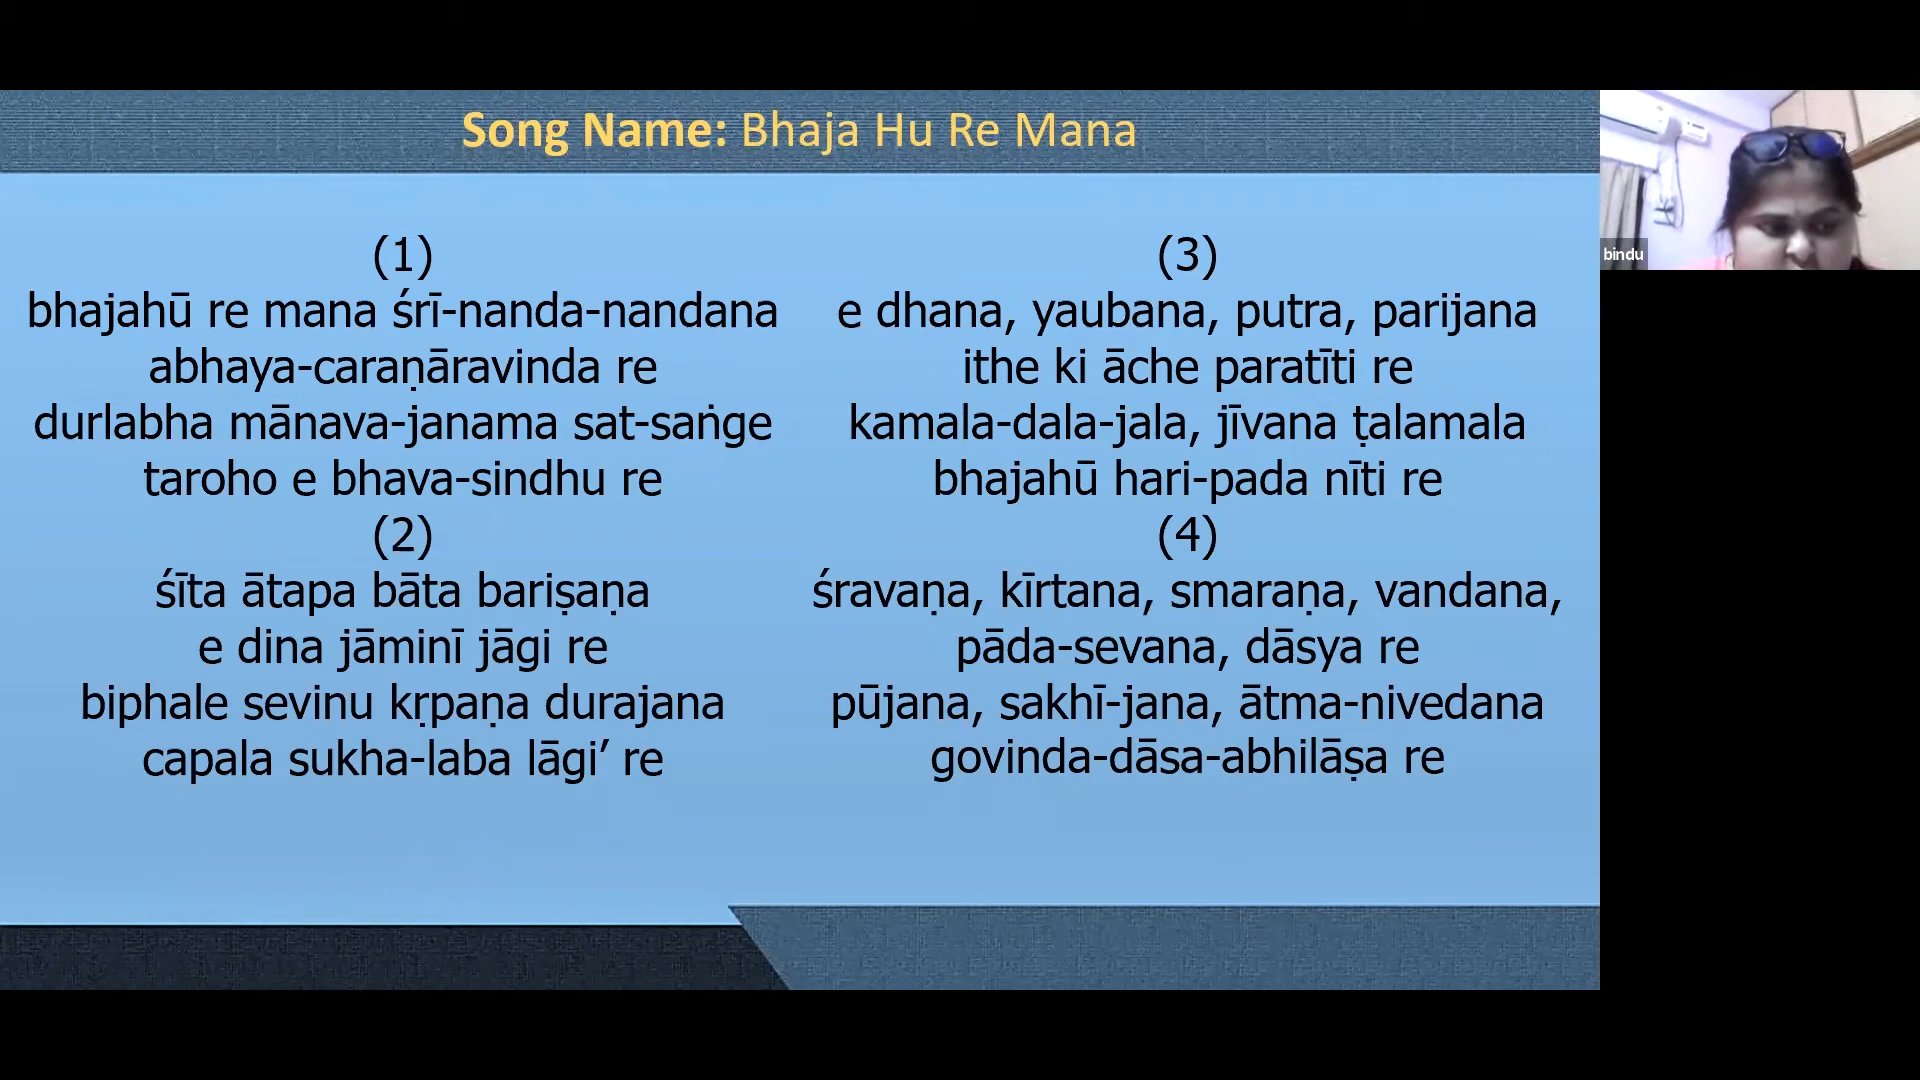 Song Name: Bhaja Hu Re Mana
(1)
bhajahū re mana śrī-nanda-nandana
abhaya-caraṇāravinda re
durlabha mānava-janama sat-saṅge
taroho e bhava-sindhu re
(2)
śīta ātapa bāta bariṣaṇa
e dina jāminī jāgi re
biphale sevinu kṛpaṇa durajana
capala sukha-laba lāgi’ re
(3)
e dhana, yaubana, putra, parijana
ithe ki āche paratīti re
kamala-dala-jala, jīvana ṭalamala
bhajahū hari-pada nīti re
(4)
śravaṇa, kīrtana, smaraṇa, vandana,
pāda-sevana, dāsya re
pūjana, sakhī-jana, ātma-nivedana
govinda-dāsa-abhilāṣa re
bindu